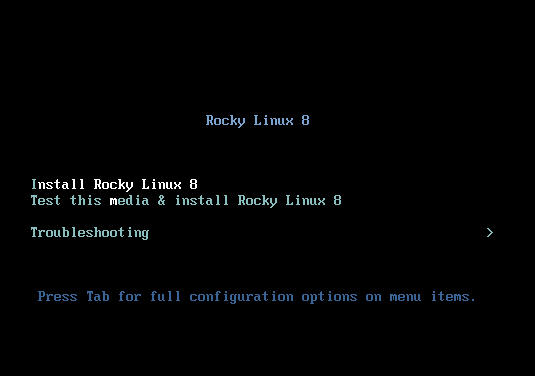 Rocky Linux 8
Install Rocky Linux 8
Test this media & install Rocky Linux 8
Troubleshooting >
Press Tab for full configuration options on menu items.